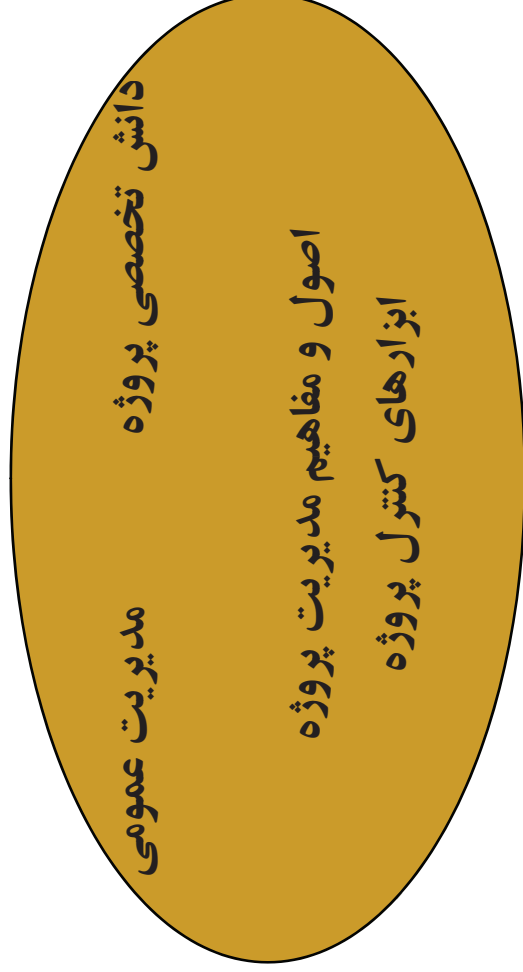 دانش تخصصی پروژه
مدیریت عمومی
اصول و مفاهیم مدیریت پروژه
ابزارهای کنترل پروژه